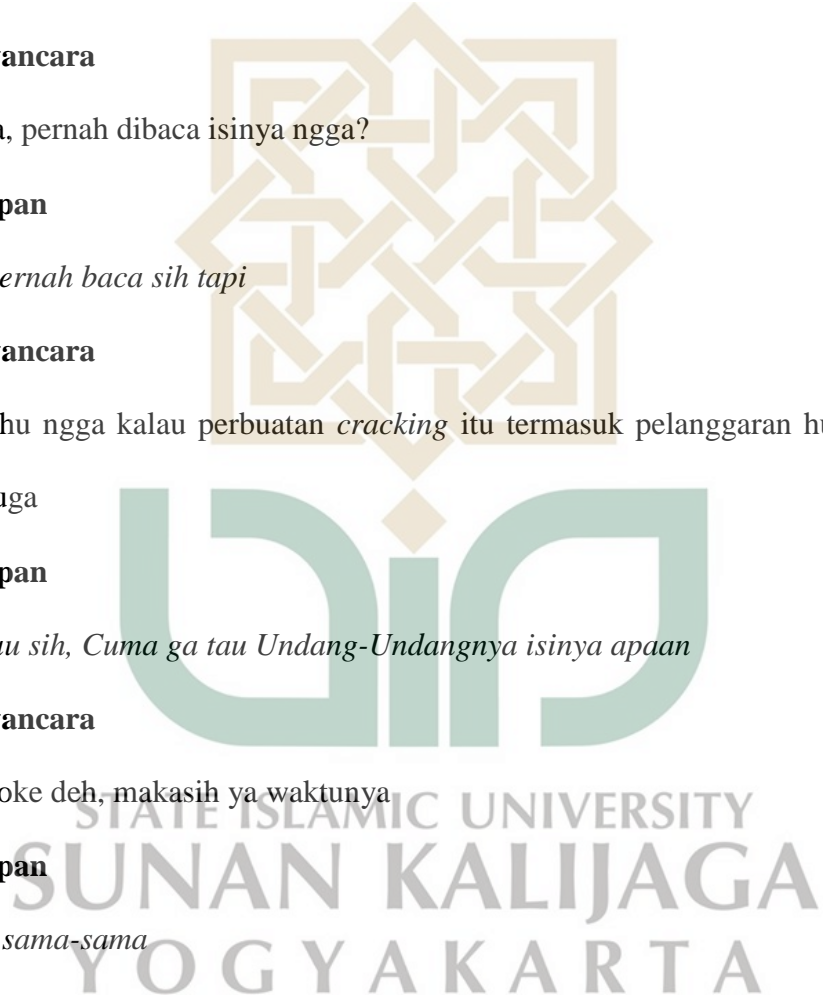 ancara
a, pernah dibaca isinya ngga?
pan
ernah baca sih tapi
ancara
hu ngga kalau perbuatan cracking itu termasuk pelanggaran hu
uga
pan
au sih, Cuma ga tau Undang-Undangnya isinya apaan
ancara
oke deh, makasih ya waktunya
STATE ISLAMIC UNIVERSITY
pan
SUNAN KALIJAGA
sama-sama
YOGYAKARTA